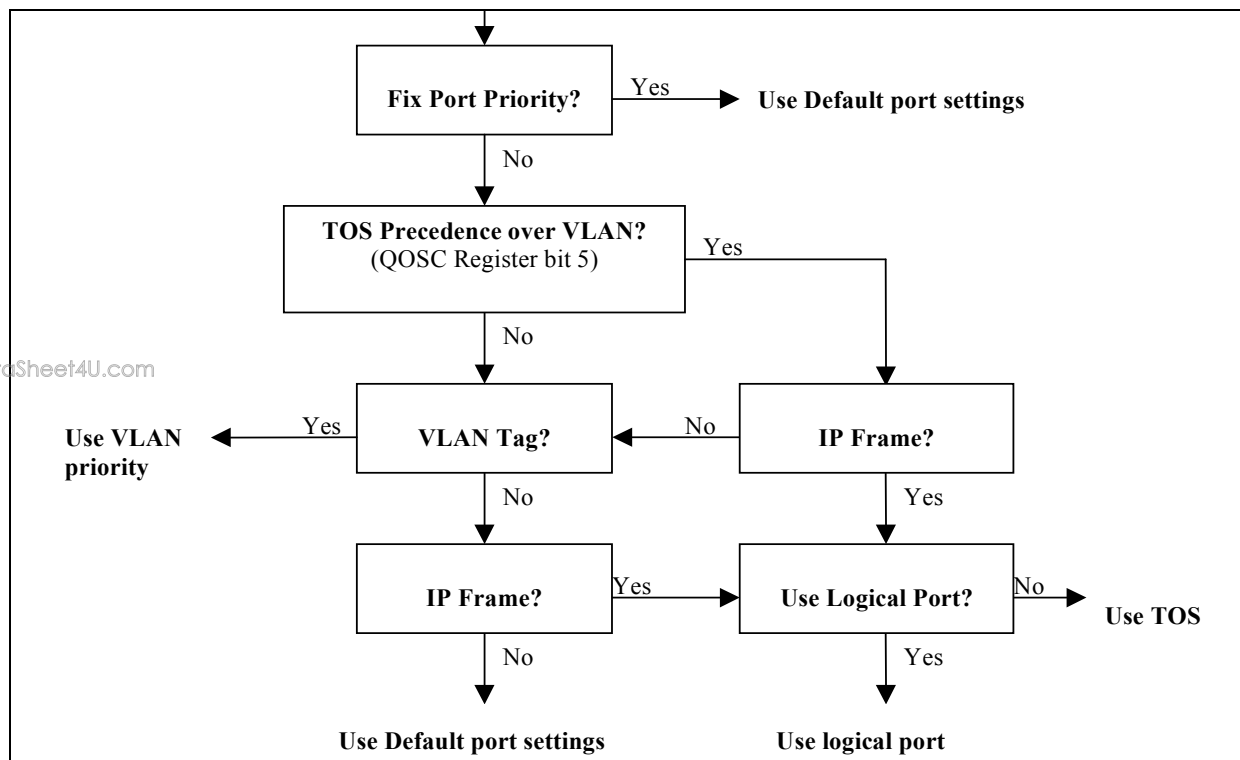 Fix Port Priority?
Yes
Use Default port settings
No
TOS Precedence over VLAN?
(QOSC Register bit 5)
Yes
No
aSheet4U.com
Use VLAN
priority
Yes
VLAN Tag?
No
IP Frame?
No
Yes
IP Frame?
Yes
Use Logical Port?
No
Use TOS
No
Yes
Use Default port settings
Use logical port